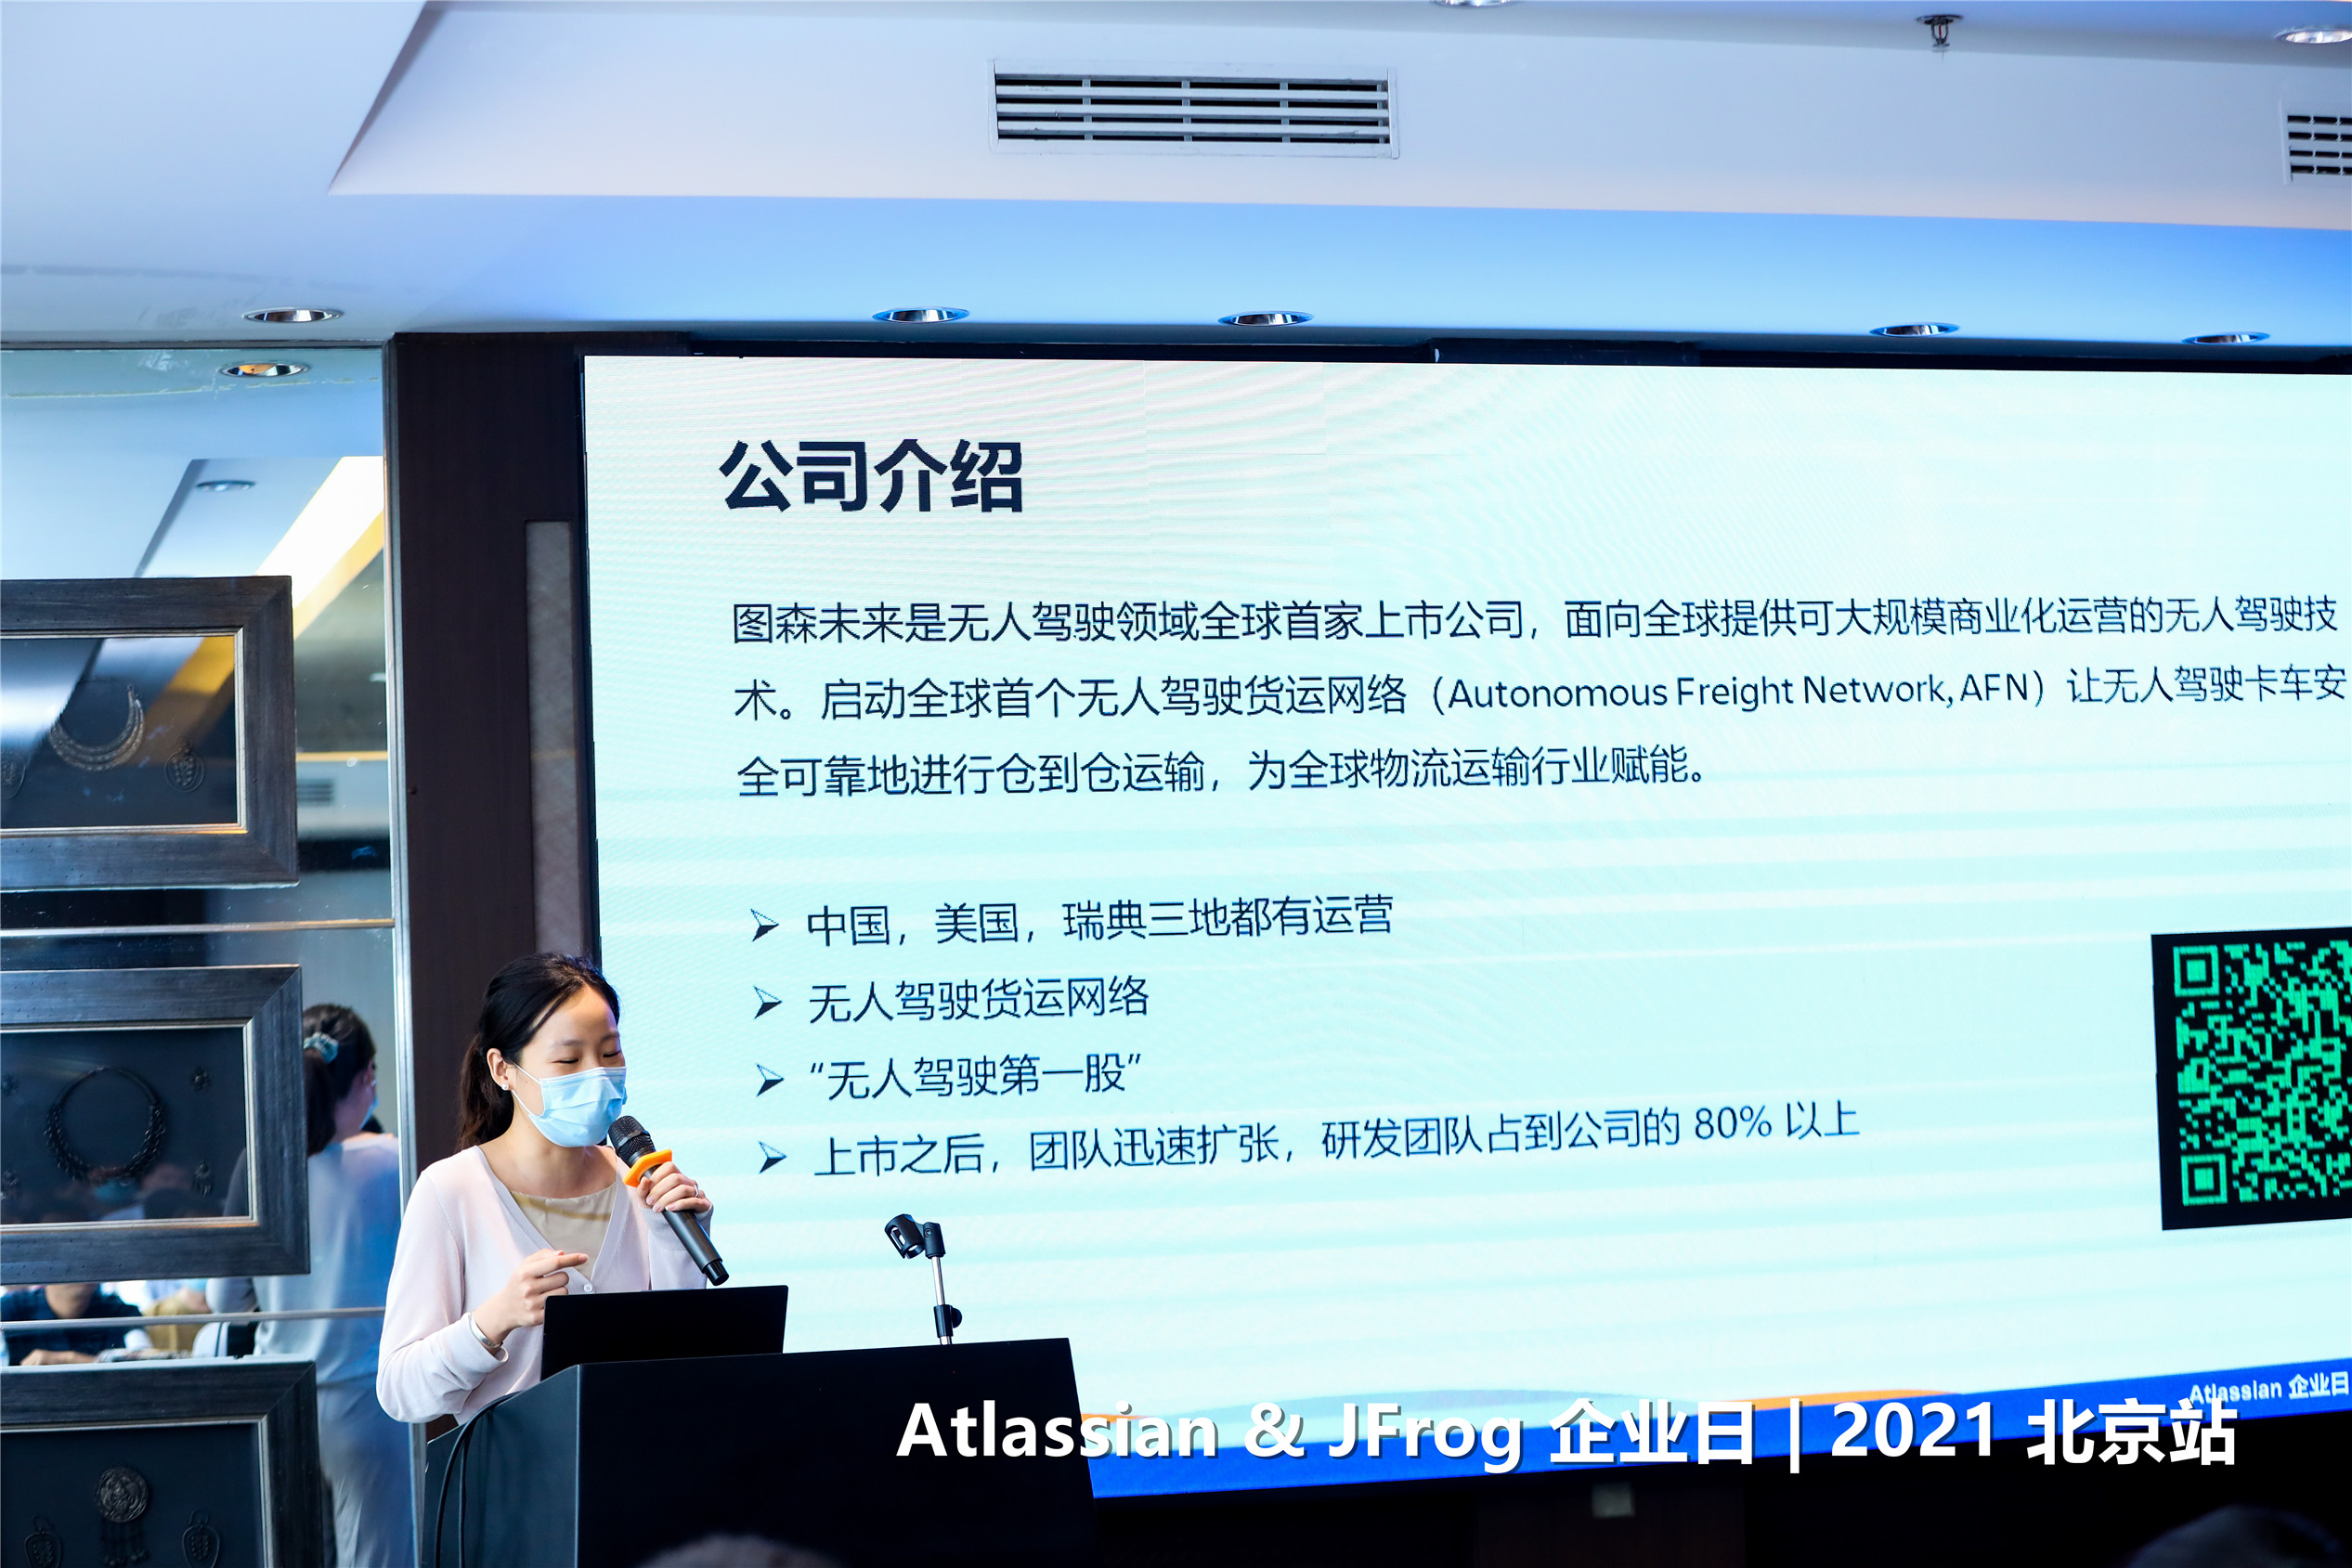 公司介绍
图森未来是无人驾驶领域全球首家上市公司，面向全球提供可大规模商业化运营的无人驾驶技
术。启动全球首个无人驾驶货运网络（Autonomous Freight Network, AFN）让无人驾驶卡车安
全可靠地进行仓到仓运输，为全球物流运输行业赋能。
➢ 中国，美国，瑞典三地都有运营
➢ 无人驾驶货运网络
➢ “无人驾驶第一股”
➢ 上市之后，团队迅速扩张，研发团队占到公司的 80% 以上
Atlassian 企业日
Atlassian & JFrog 企业日 | 2021 北京站